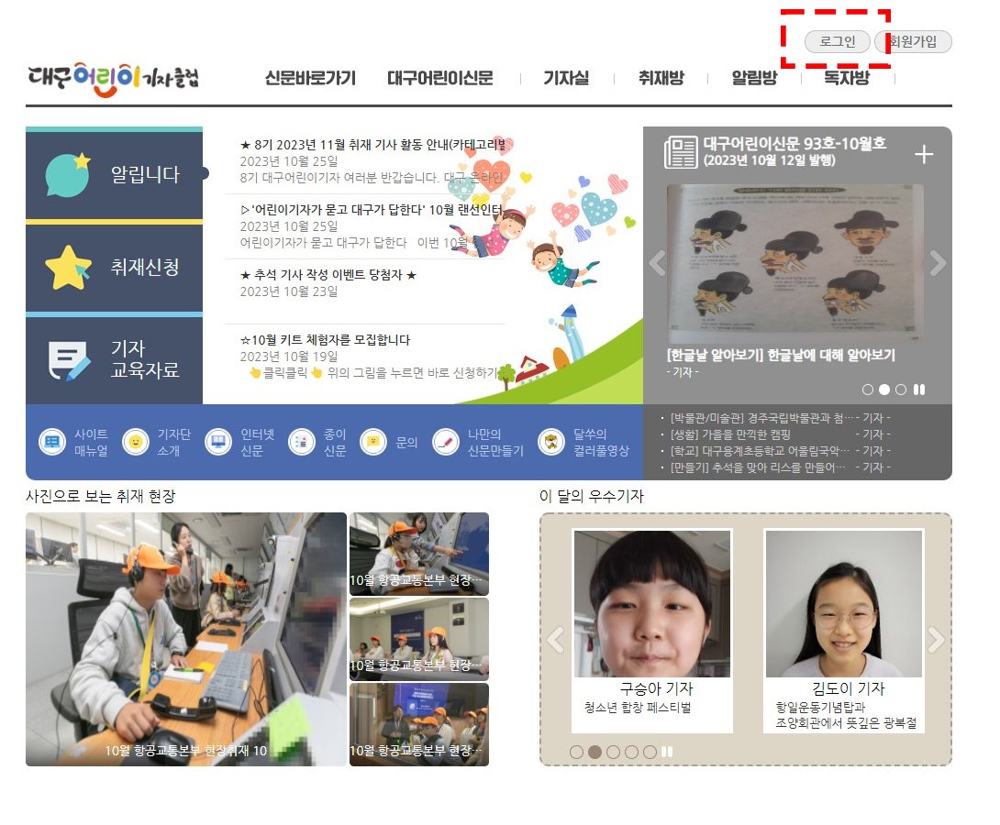 로그인
회원가입
대구어린이기자클럽
신문바로가기
대구어린이신문
기자실
취재방
알림방
독자방
알립니다
취재신청
기자
교육자료
★ 8기 2023년 11월 취재 기사 활동 안내(카테고리별
2023년 10월 25일
8기 대구어린이기자 여러분 반갑습니다. 대구 온라인
▷'어린이기자가 묻고 대구가 답한다' 10월 랜선인터
2023년 10월 25일
어린이기자가 묻고 대구가 답한다 이번 10월
★ 추석 기사 작성 이벤트 당첨자 ★
2023년 10월 23일
☆10월 키트 체험자를 모집합니다
2023년 10월 19일
👆클릭클릭👆 위의 그림을 누르면 바로 신청하기
대구어린이신문 93호-10월호
(2023년 10월 12일 발행)
[한글날 알아보기] 한글날에 대해 알아보기
- 기자 -
사이트
매뉴얼
기자단
소개
인터넷
신문
종이
신문
문의
나만의
신문만들기
달쑤의
컬러풀영상
· [박물관/미술관] 경주국립박물관과 첨… - 기자 -
· [생활] 가을을 만끽한 캠핑 - 기자 -
· [학교] 대구용계초등학교 어울림국악… - 기자 -
· [만들기] 추석을 맞아 리스를 만들어… - 기자 -
사진으로 보는 취재 현장
10월 항공교통본부 현장취재 10
10월 항공교통본부 현장…
10월 항공교통본부 현장…
10월 항공교통본부 현장…
이 달의 우수기자
구승아 기자
청소년 합창 페스티벌
김도이 기자
항일운동기념탑과
조양회관에서 뜻깊은 광복절